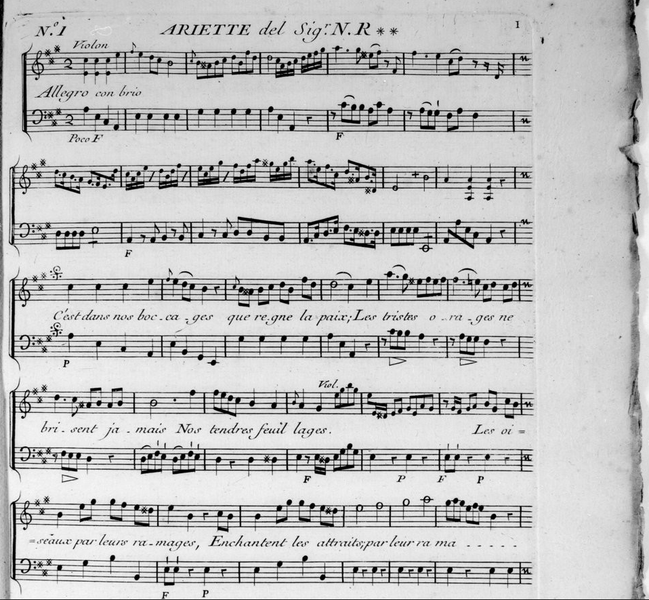 N.º I ARIETTE del Sig.r N. R ** 1
Violon
Allegro con brio
Poco F
F
F
C'est dans nos boc-ca-ges que re-gne la paix; Les tristes o-ra-ges ne
P
Viol.
bri-sent ja-mais Nos tendres feuil lages. Les oi=
F P F P
=seaux par leurs ra-mages, Enchantent les attraits; par leur ra ma - - - - -
F P